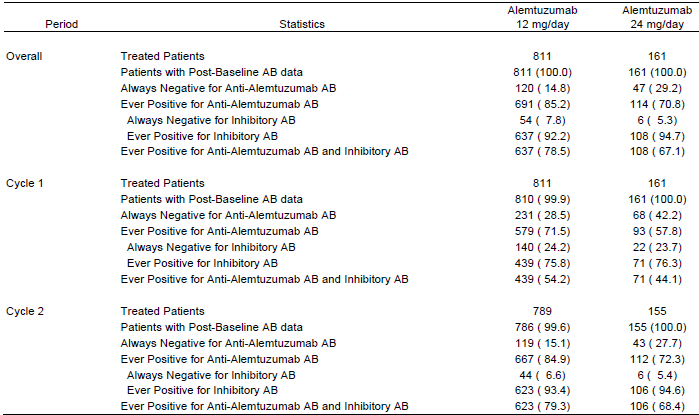 Alemtuzumab Alemtuzumab
Period Statistics 12 mg/day 24 mg/day
Overall Treated Patients 811 161
Patients with Post-Baseline AB data 811 (100.0) 161 (100.0)
Always Negative for Anti-Alemtuzumab AB 120 ( 14.8) 47 ( 29.2)
Ever Positive for Anti-Alemtuzumab AB 691 ( 85.2) 114 ( 70.8)
Always Negative for Inhibitory AB 54 ( 7.8) 6 ( 5.3)
Ever Positive for Inhibitory AB 637 ( 92.2) 108 ( 94.7)
Ever Positive for Anti-Alemtuzumab AB and Inhibitory AB 637 ( 78.5) 108 ( 67.1)
Cycle 1 Treated Patients 811 161
Patients with Post-Baseline AB data 810 ( 99.9) 161 (100.0)
Always Negative for Anti-Alemtuzumab AB 231 ( 28.5) 68 ( 42.2)
Ever Positive for Anti-Alemtuzumab AB 579 ( 71.5) 93 ( 57.8)
Always Negative for Inhibitory AB 140 ( 24.2) 22 ( 23.7)
Ever Positive for Inhibitory AB 439 ( 75.8) 71 ( 76.3)
Ever Positive for Anti-Alemtuzumab AB and Inhibitory AB 439 ( 54.2) 71 ( 44.1)
Cycle 2 Treated Patients 789 155
Patients with Post-Baseline AB data 786 ( 99.6) 155 (100.0)
Always Negative for Anti-Alemtuzumab AB 119 ( 15.1) 43 ( 27.7)
Ever Positive for Anti-Alemtuzumab AB 667 ( 84.9) 112 ( 72.3)
Always Negative for Inhibitory AB 44 ( 6.6) 6 ( 5.4)
Ever Positive for Inhibitory AB 623 ( 93.4) 106 ( 94.6)
Ever Positive for Anti-Alemtuzumab AB and Inhibitory AB 623 ( 79.3) 106 ( 68.4)